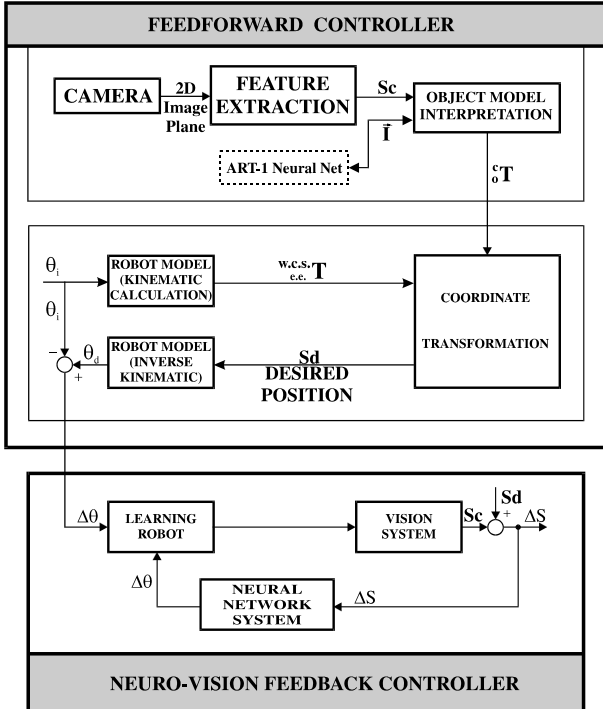 FEEDFORWARD CONTROLLER
CAMERA
2D
Image
Plane
FEATURE
EXTRACTION
Sc
OBJECT MODEL
INTERPRETATION
I⃗
ART-1 Neural Net
c
o T
θi
ROBOT MODEL
(KINEMATIC
CALCULATION)
w.c.s.
e.e. T
COORDINATE
TRANSFORMATION
θi
−
+
θd
ROBOT MODEL
(INVERSE
KINEMATIC)
Sd
DESIRED
POSITION
Δθ
LEARNING
ROBOT
VISION
SYSTEM
Sc
Sd
+
ΔS
Δθ
NEURAL
NETWORK
SYSTEM
ΔS
NEURO-VISION FEEDBACK CONTROLLER